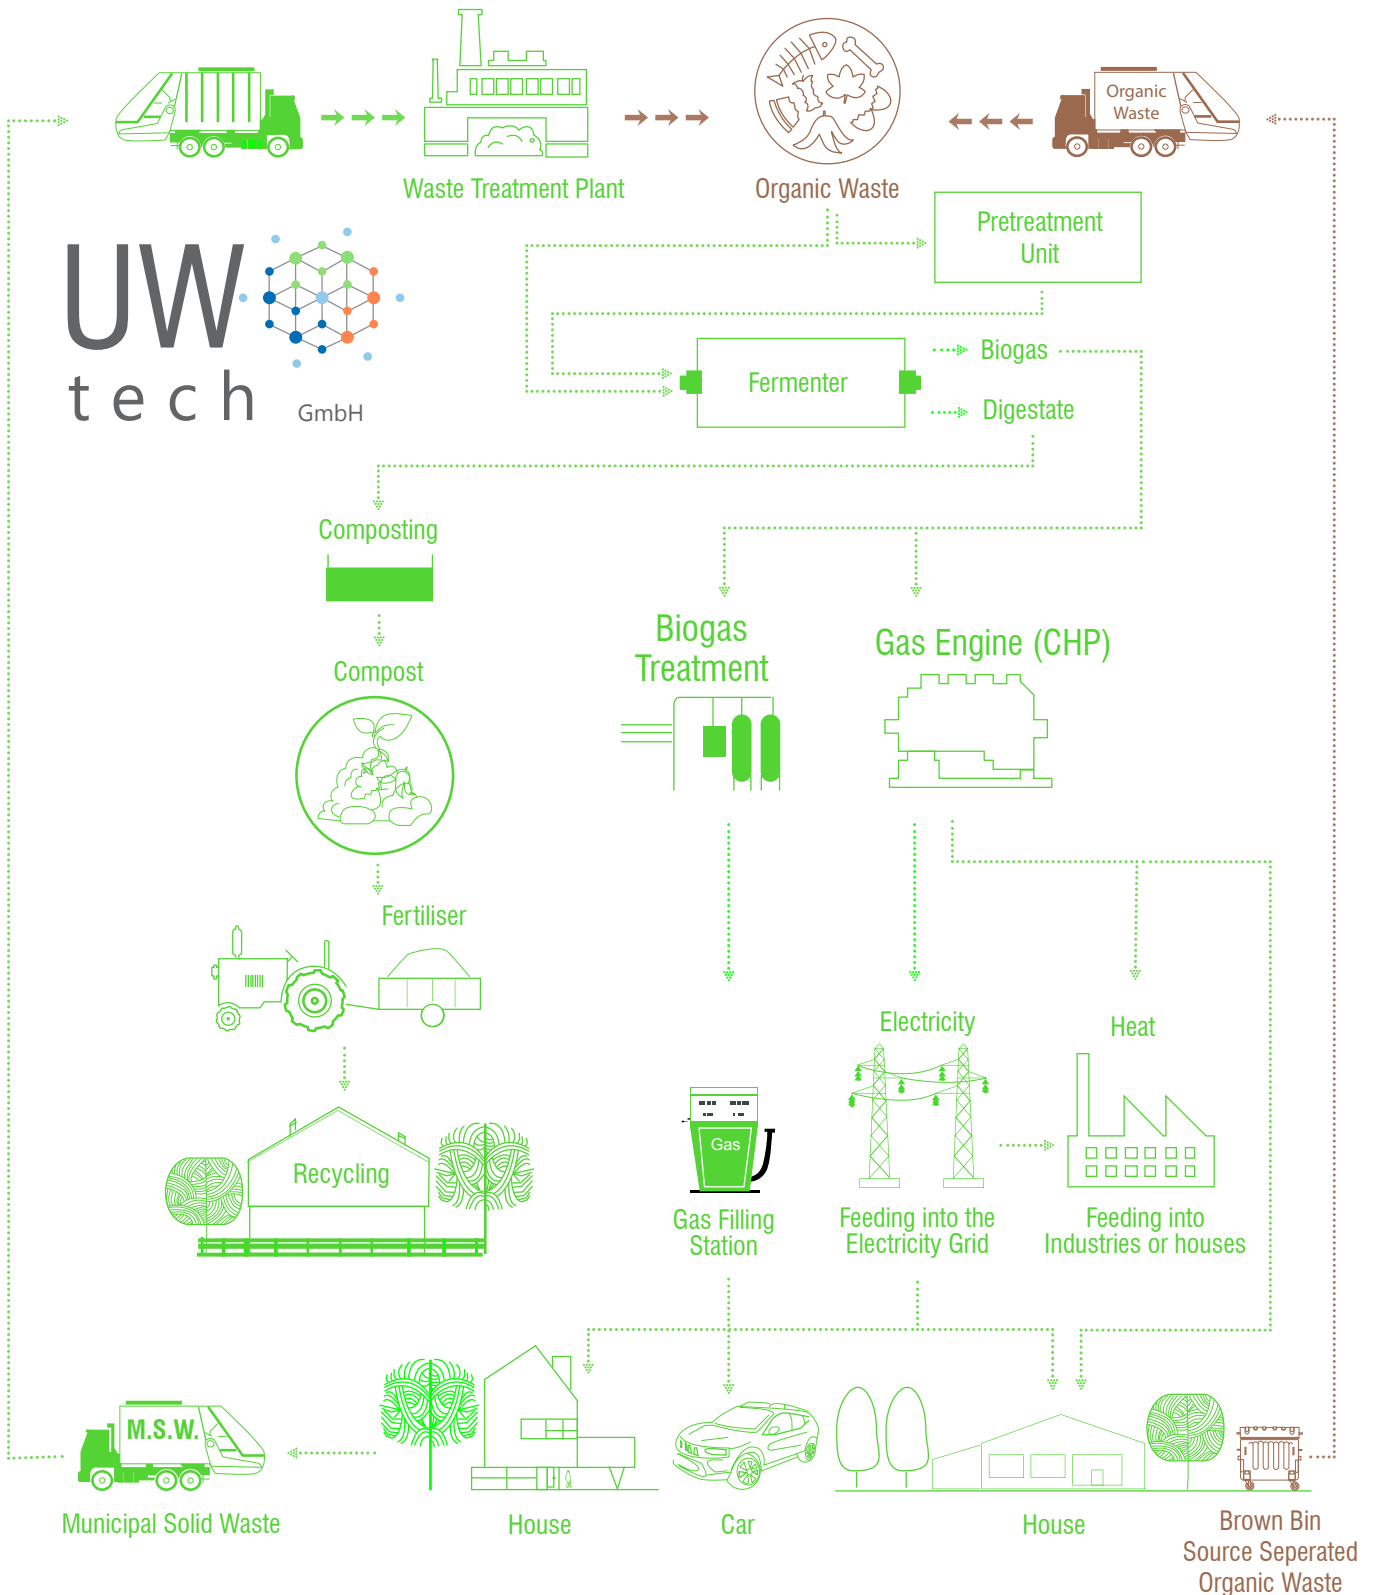 Organic
Waste
Waste Treatment Plant
Organic Waste
Pretreatment
Unit
UW
tech
GmbH
Biogas
Fermenter
Digestate
Composting
Biogas
Treatment
Gas Engine (CHP)
Compost
Fertiliser
Electricity
Heat
Gas
Recycling
Gas Filling
Station
Feeding into the
Electricity Grid
Feeding into
Industries or houses
M.S.W.
Municipal Solid Waste
House
Car
House
Brown Bin
Source Seperated
Organic Waste